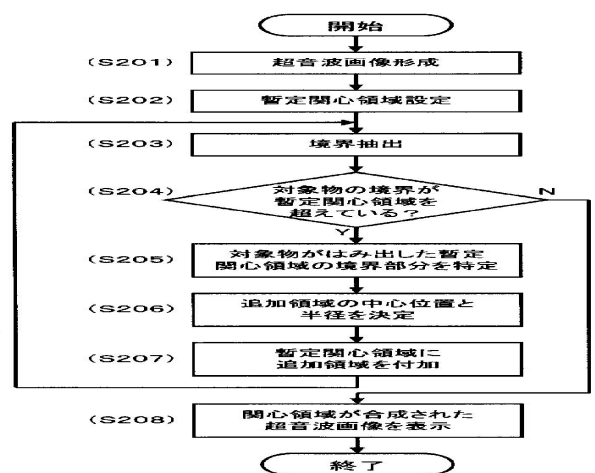 開始
(S201)
超音波画像形成
(S202)
暫定関心領域設定
(S203)
境界抽出
(S204)
対象物の境界が
暫定関心領域を
超えている？
N
Y
(S205)
対象物がはみ出した暫定
関心領域の境界部分を特定
(S206)
追加領域の中心位置と
半径を決定
(S207)
暫定関心領域に
追加領域を付加
(S208)
関心領域が合成された
超音波画像を表示
終了